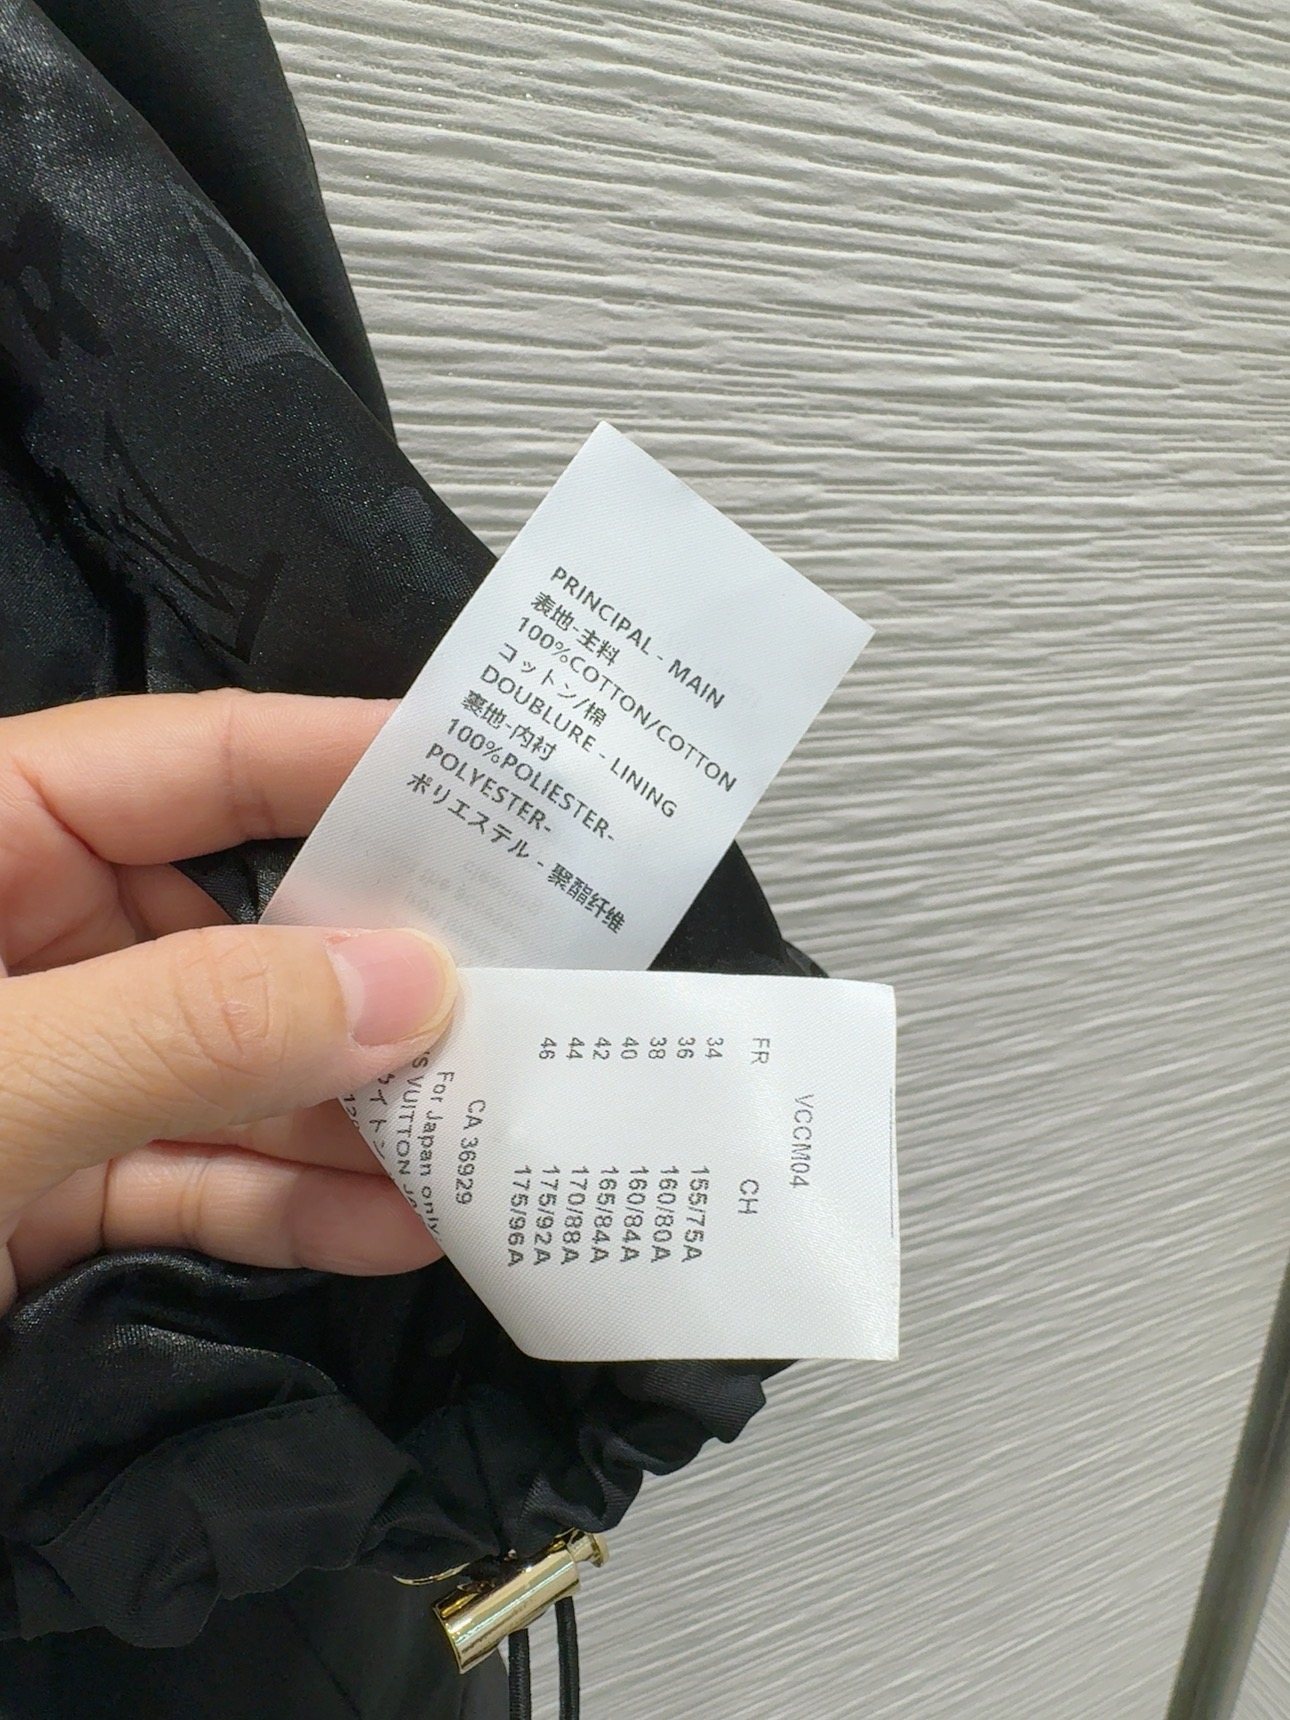 PRINCIPAL - MAIN
表地-主料
100%COTTON/COTTON
コットン/棉
DOUBLURE - LINING
裏地-内衬
100%POLIESTER-
POLYESTER-
ポリエステル - 聚酯纤维
VCCM04
FR CH
34 155/75A
36 160/80A
38 160/84A
40 165/84A
42 170/88A
44 175/92A
46 175/96A
CA 36929
For Japan only
VUITTON